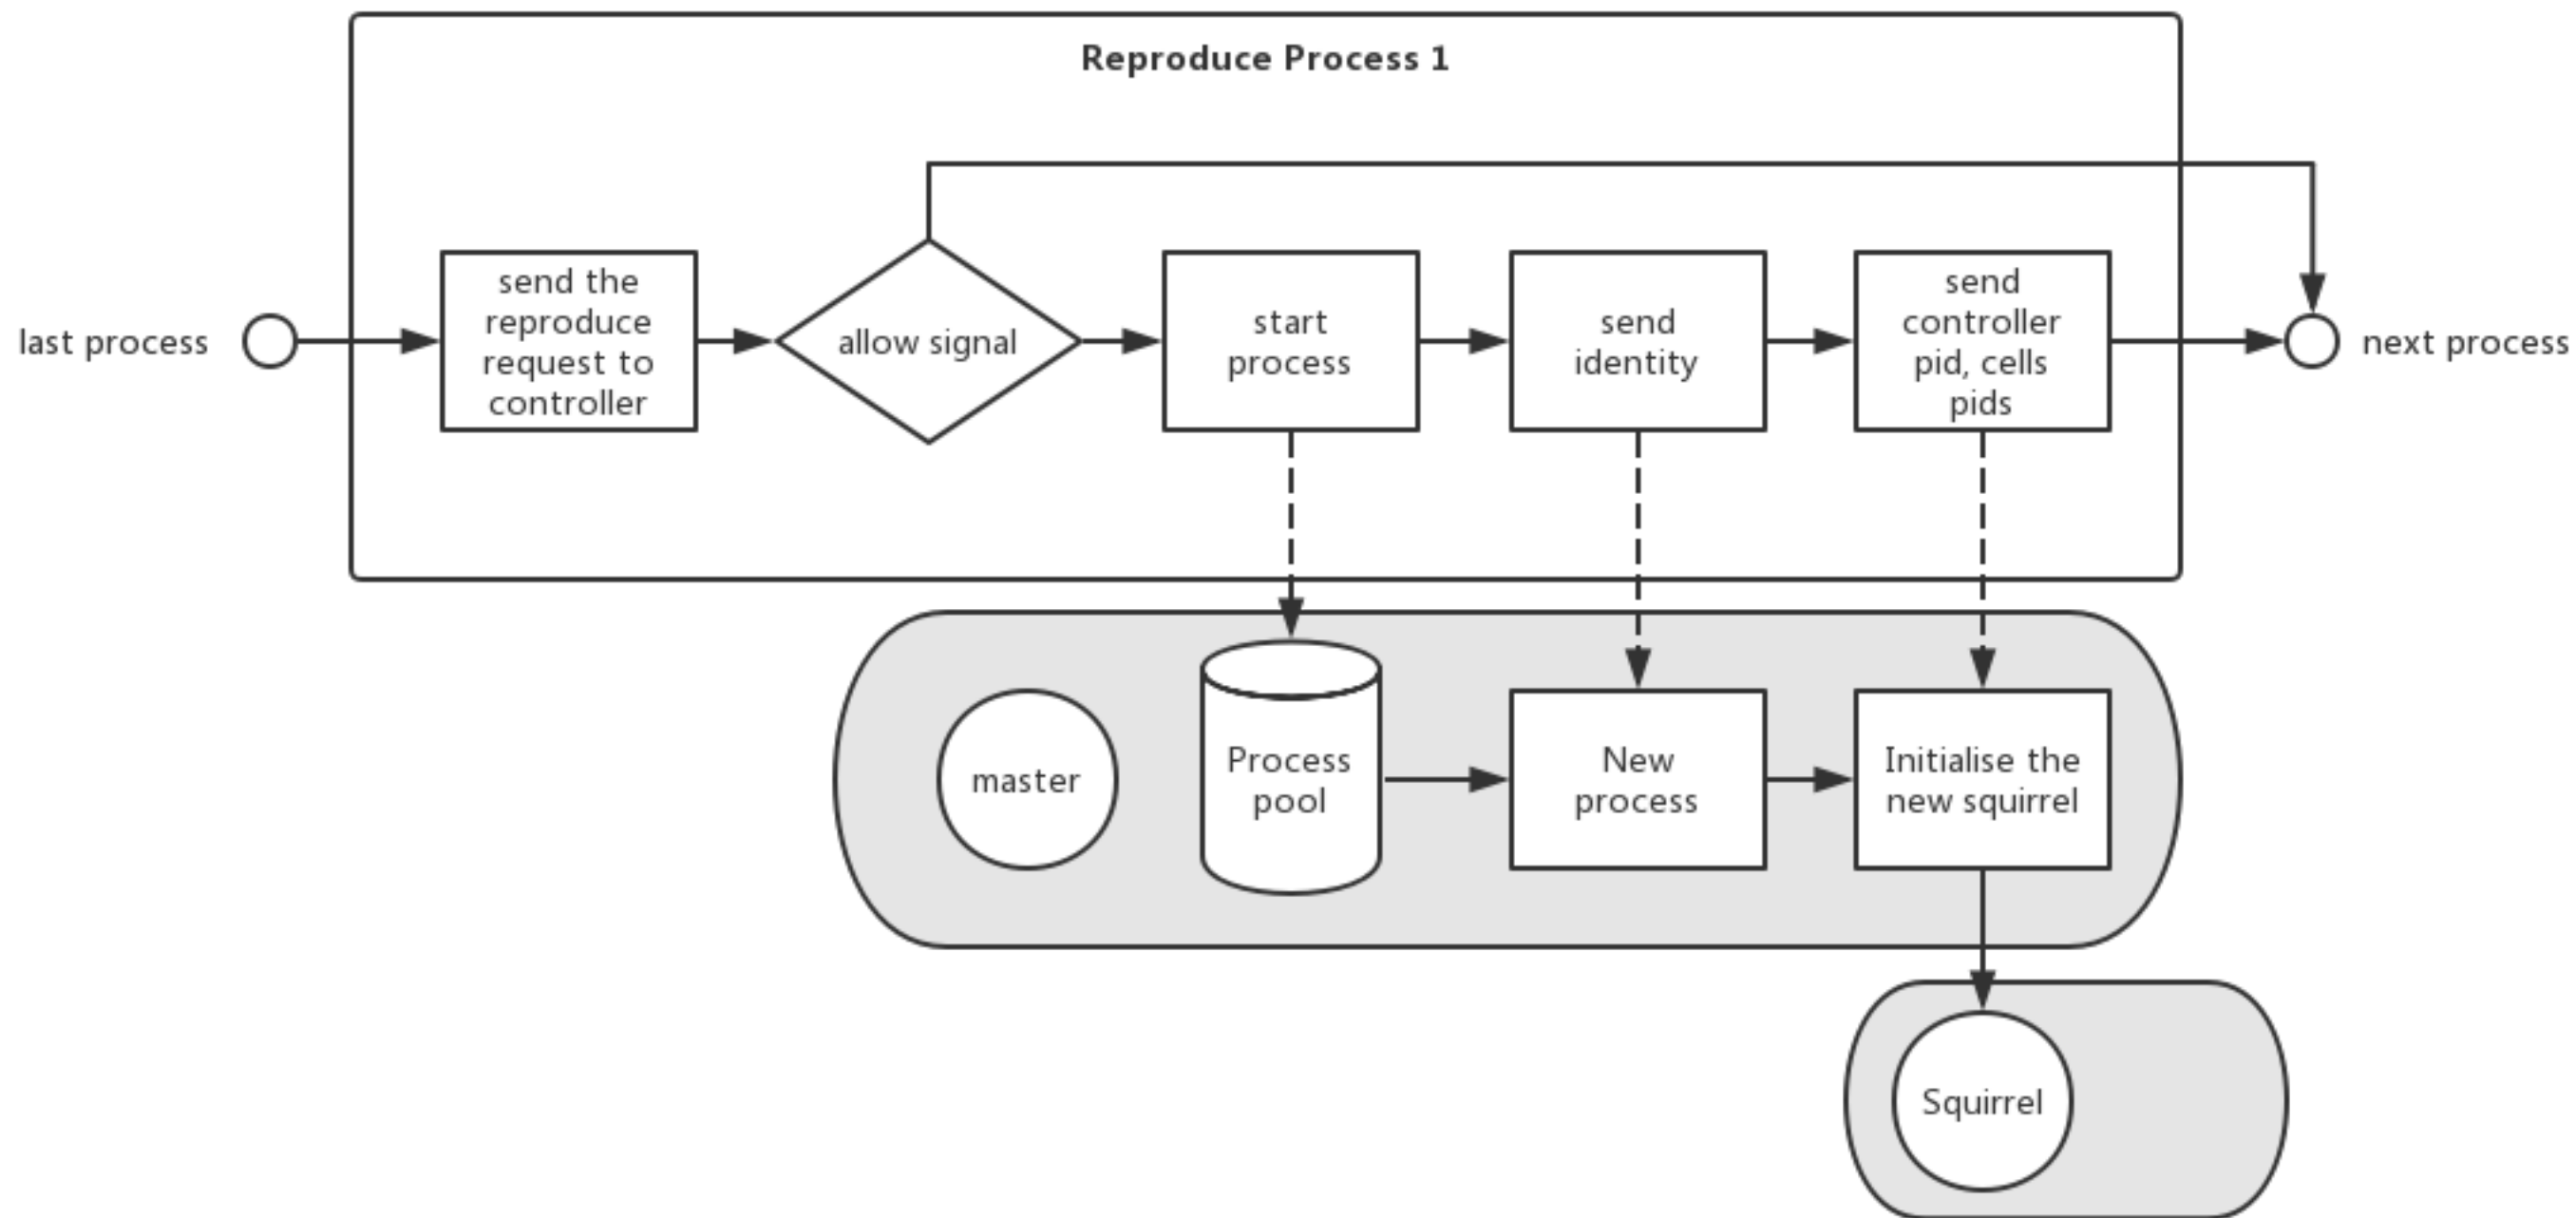 Reproduce Process 1
last process
send the
reproduce
request to
controller
allow signal
start
process
send
identity
send
controller
pid, cells
pids
next process
master
Process
pool
New
process
Initialise the
new squirrel
Squirrel